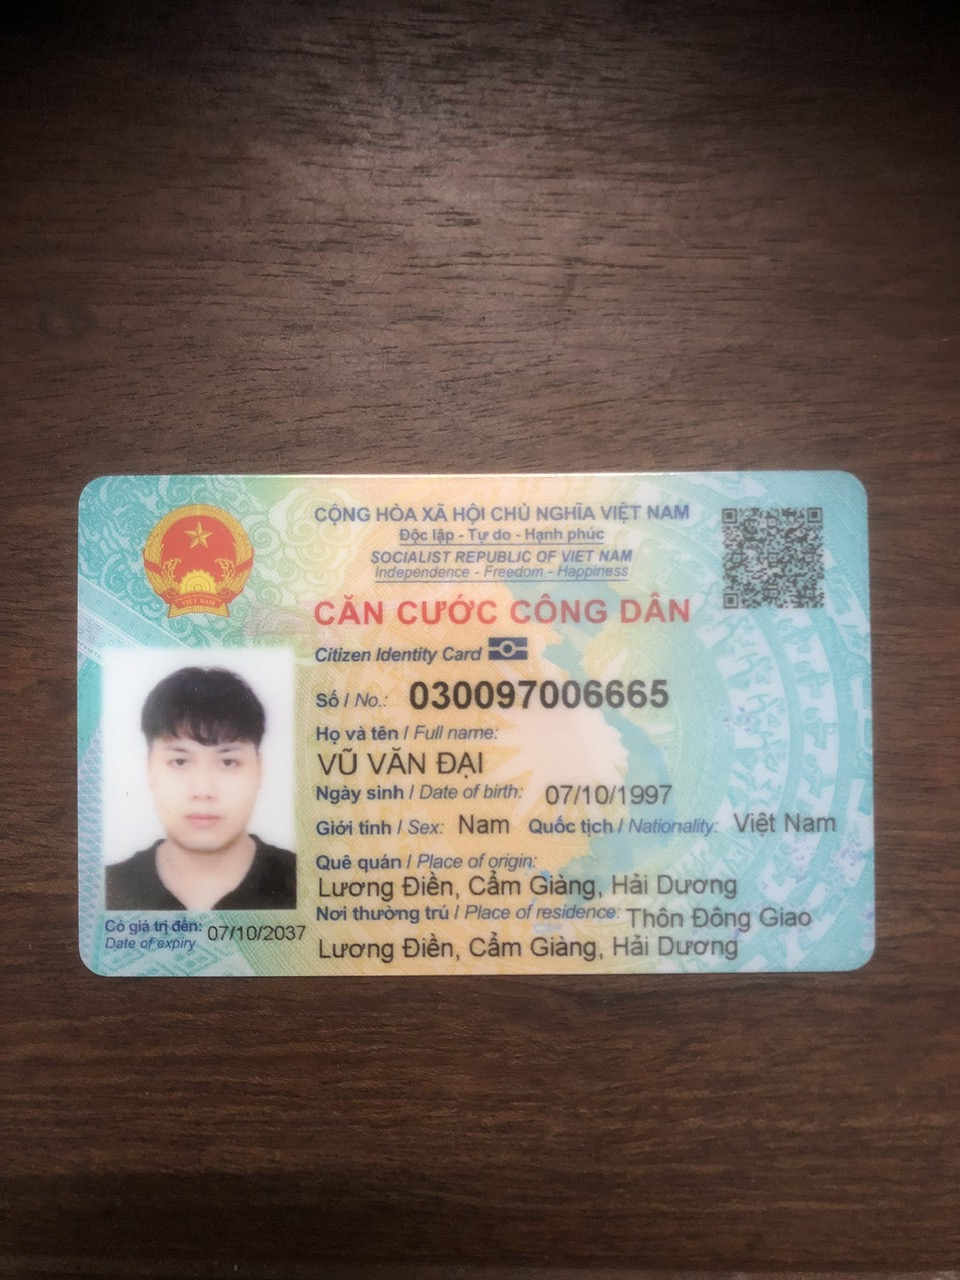 CỘNG HÒA XÃ HỘI CHỦ NGHĨA VIỆT NAM
Độc lập - Tự do - Hạnh phúc
SOCIALIST REPUBLIC OF VIET NAM
Independence - Freedom - Happiness
CĂN CƯỚC CÔNG DÂN
Citizen Identity Card
Số / No.: 030097006665
Họ và tên / Full name:
VŨ VĂN ĐẠI
Ngày sinh / Date of birth: 07/10/1997
Giới tính / Sex: Nam Quốc tịch / Nationality: Việt Nam
Quê quán / Place of origin:
Lương Điền, Cẩm Giàng, Hải Dương
Nơi thường trú / Place of residence: Thôn Đông Giao
Lương Điền, Cẩm Giàng, Hải Dương
Có giá trị đến: 07/10/2037
Date of expiry
VIỆT NAM